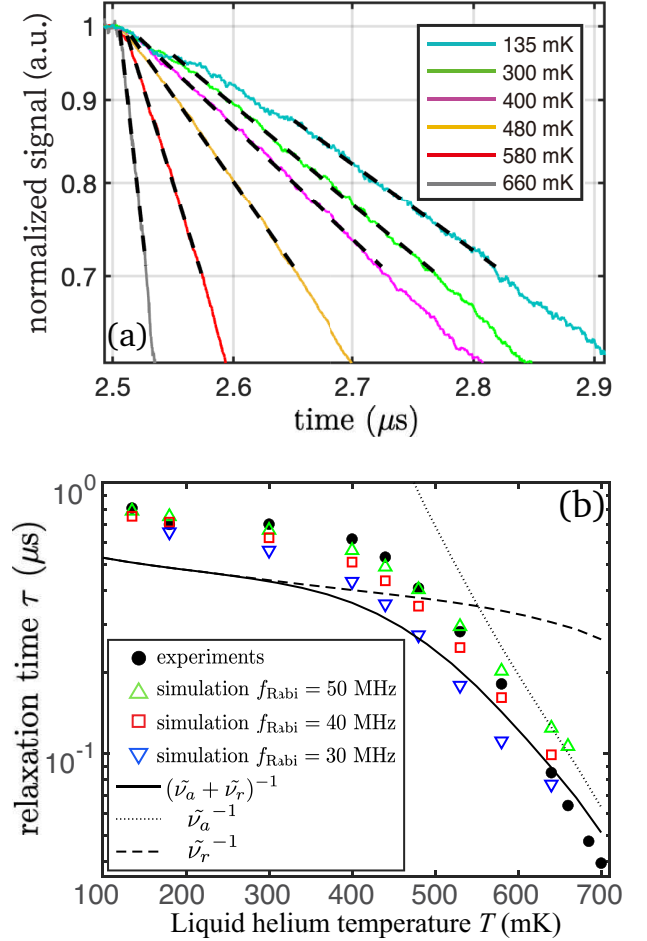 1
0.9
0.8
0.7
normalized signal (a.u.)
135 mK
300 mK
400 mK
480 mK
580 mK
660 mK
(a)
2.5 2.6 2.7 2.8 2.9
time (μs)
10⁰
10⁻¹
relaxation time τ (μs)
(b)
experiments
simulation f_Rabi = 50 MHz
simulation f_Rabi = 40 MHz
simulation f_Rabi = 30 MHz
(ν̃_a + ν̃_r)⁻¹
ν̃_a⁻¹
ν̃_r⁻¹
100 200 300 400 500 600 700
Liquid helium temperature T (mK)